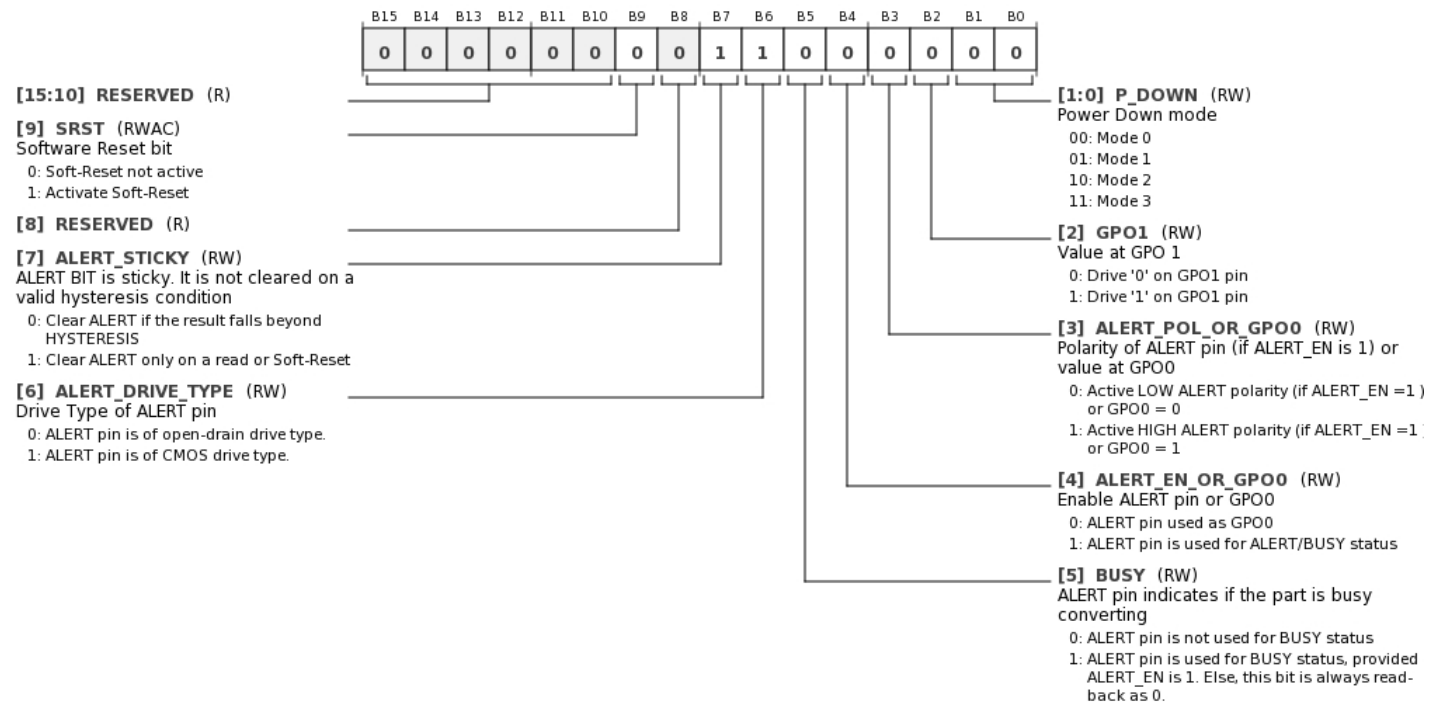 B15 B14 B13 B12 B11 B10 B9 B8 B7 B6 B5 B4 B3 B2 B1 B0
0 0 0 0 0 0 0 0 1 1 0 0 0 0 0 0
[15:10] RESERVED (R)
[9] SRST (RWAC)
Software Reset bit
0: Soft-Reset not active
1: Activate Soft-Reset
[8] RESERVED (R)
[7] ALERT_STICKY (RW)
ALERT BIT is sticky. It is not cleared on a
valid hysteresis condition
0: Clear ALERT if the result falls beyond
HYSTERESIS
1: Clear ALERT only on a read or Soft-Reset
[6] ALERT_DRIVE_TYPE (RW)
Drive Type of ALERT pin
0: ALERT pin is of open-drain drive type.
1: ALERT pin is of CMOS drive type.
[1:0] P_DOWN (RW)
Power Down mode
00: Mode 0
01: Mode 1
10: Mode 2
11: Mode 3
[2] GPO1 (RW)
Value at GPO 1
0: Drive '0' on GPO1 pin
1: Drive '1' on GPO1 pin
[3] ALERT_POL_OR_GPO0 (RW)
Polarity of ALERT pin (if ALERT_EN is 1) or
value at GPO0
0: Active LOW ALERT polarity (if ALERT_EN =1 )
or GPO0 = 0
1: Active HIGH ALERT polarity (if ALERT_EN =1
or GPO0 = 1
[4] ALERT_EN_OR_GPO0 (RW)
Enable ALERT pin or GPO0
0: ALERT pin used as GPO0
1: ALERT pin is used for ALERT/BUSY status
[5] BUSY (RW)
ALERT pin indicates if the part is busy
converting
0: ALERT pin is not used for BUSY status
1: ALERT pin is used for BUSY status, provided
ALERT_EN is 1. Else, this bit is always read-
back as 0.